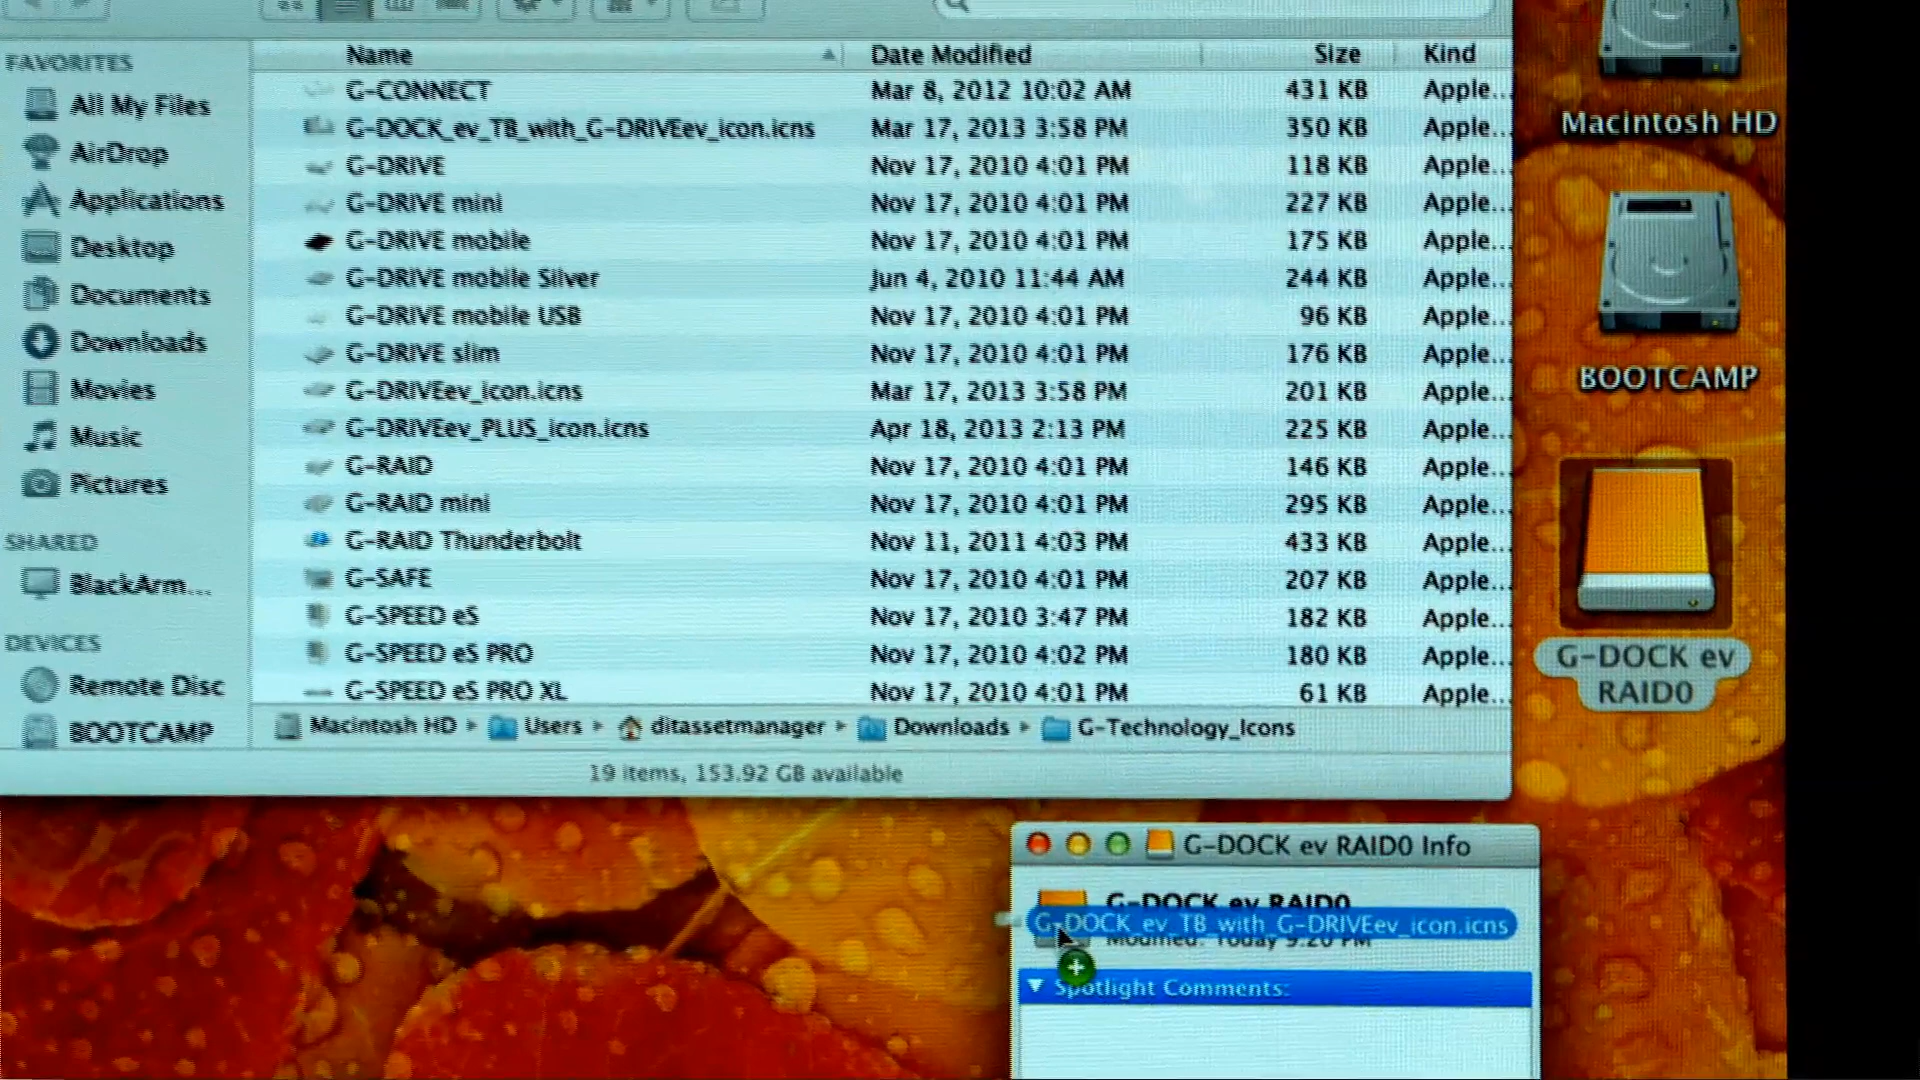 FAVORITES
All My Files
AirDrop
Applications
Desktop
Documents
Downloads
Movies
Music
Pictures
SHARED
BlackArm...
DEVICES
Remote Disc
BOOTCAMP
Name Date Modified Size Kind
G-CONNECT Mar 8, 2012 10:02 AM 431 KB Apple...
G-DOCK_ev_TB_with_G-DRIVEev_icon.icns Mar 17, 2013 3:58 PM 350 KB Apple...
G-DRIVE Nov 17, 2010 4:01 PM 118 KB Apple...
G-DRIVE mini Nov 17, 2010 4:01 PM 227 KB Apple...
G-DRIVE mobile Nov 17, 2010 4:01 PM 175 KB Apple...
G-DRIVE mobile Silver Jun 4, 2010 11:44 AM 244 KB Apple...
G-DRIVE mobile USB Nov 17, 2010 4:01 PM 96 KB Apple...
G-DRIVE slim Nov 17, 2010 4:01 PM 176 KB Apple...
G-DRIVEev_icon.icns Mar 17, 2013 3:58 PM 201 KB Apple...
G-DRIVEev_PLUS_icon.icns Apr 18, 2013 2:13 PM 225 KB Apple...
G-RAID Nov 17, 2010 4:01 PM 146 KB Apple...
G-RAID mini Nov 17, 2010 4:01 PM 295 KB Apple...
G-RAID Thunderbolt Nov 11, 2011 4:03 PM 433 KB Apple...
G-SAFE Nov 17, 2010 4:01 PM 207 KB Apple...
G-SPEED eS Nov 17, 2010 3:47 PM 182 KB Apple...
G-SPEED eS PRO Nov 17, 2010 4:02 PM 180 KB Apple...
G-SPEED eS PRO XL Nov 17, 2010 4:01 PM 61 KB Apple...
Macintosh HD ▸ Users ▸ ditassetmanager ▸ Downloads ▸ G-Technology_Icons
19 items, 153.92 GB available
Macintosh HD
BOOTCAMP
G-DOCK ev
RAID0
G-DOCK ev RAID0 Info
G-DOCK ev RAID0
G-DOCK_ev_TB_with_G-DRIVEev_icon.icns
Modified: Today 9:20 PM
Spotlight Comments: